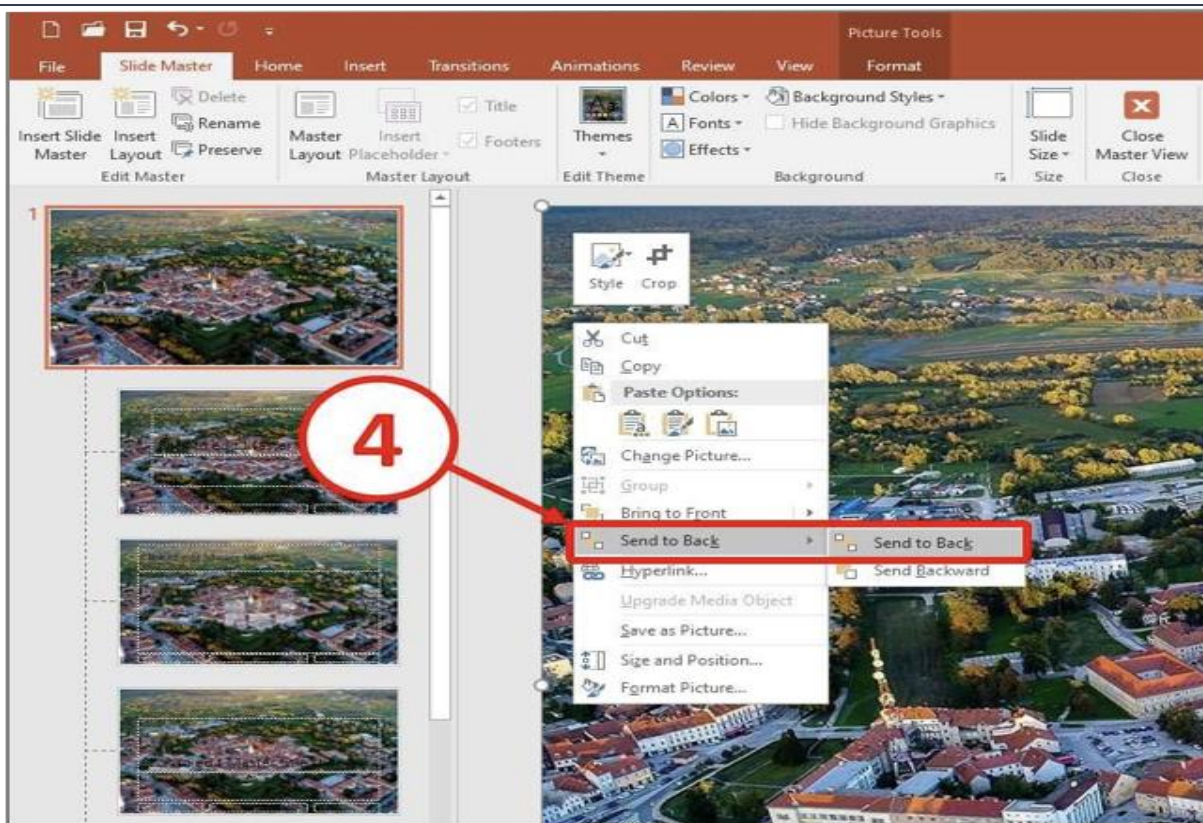 Picture Tools
File Slide Master Home Insert Transitions Animations Review View Format
Insert Slide Master
Insert Layout
Delete
Rename
Preserve
Edit Master
Master Layout
Insert Placeholder
Title
Footers
Master Layout
Themes
Edit Theme
Colors
Fonts
Effects
Background Styles
Hide Background Graphics
Background
Slide Size
Size
Close Master View
Close
1
Style Crop
Cut
Copy
Paste Options:
Change Picture...
Group
Bring to Front
4
Send to Back Send to Back
Hyperlink... Send Backward
Upgrade Media Object
Save as Picture...
Size and Position...
Format Picture...